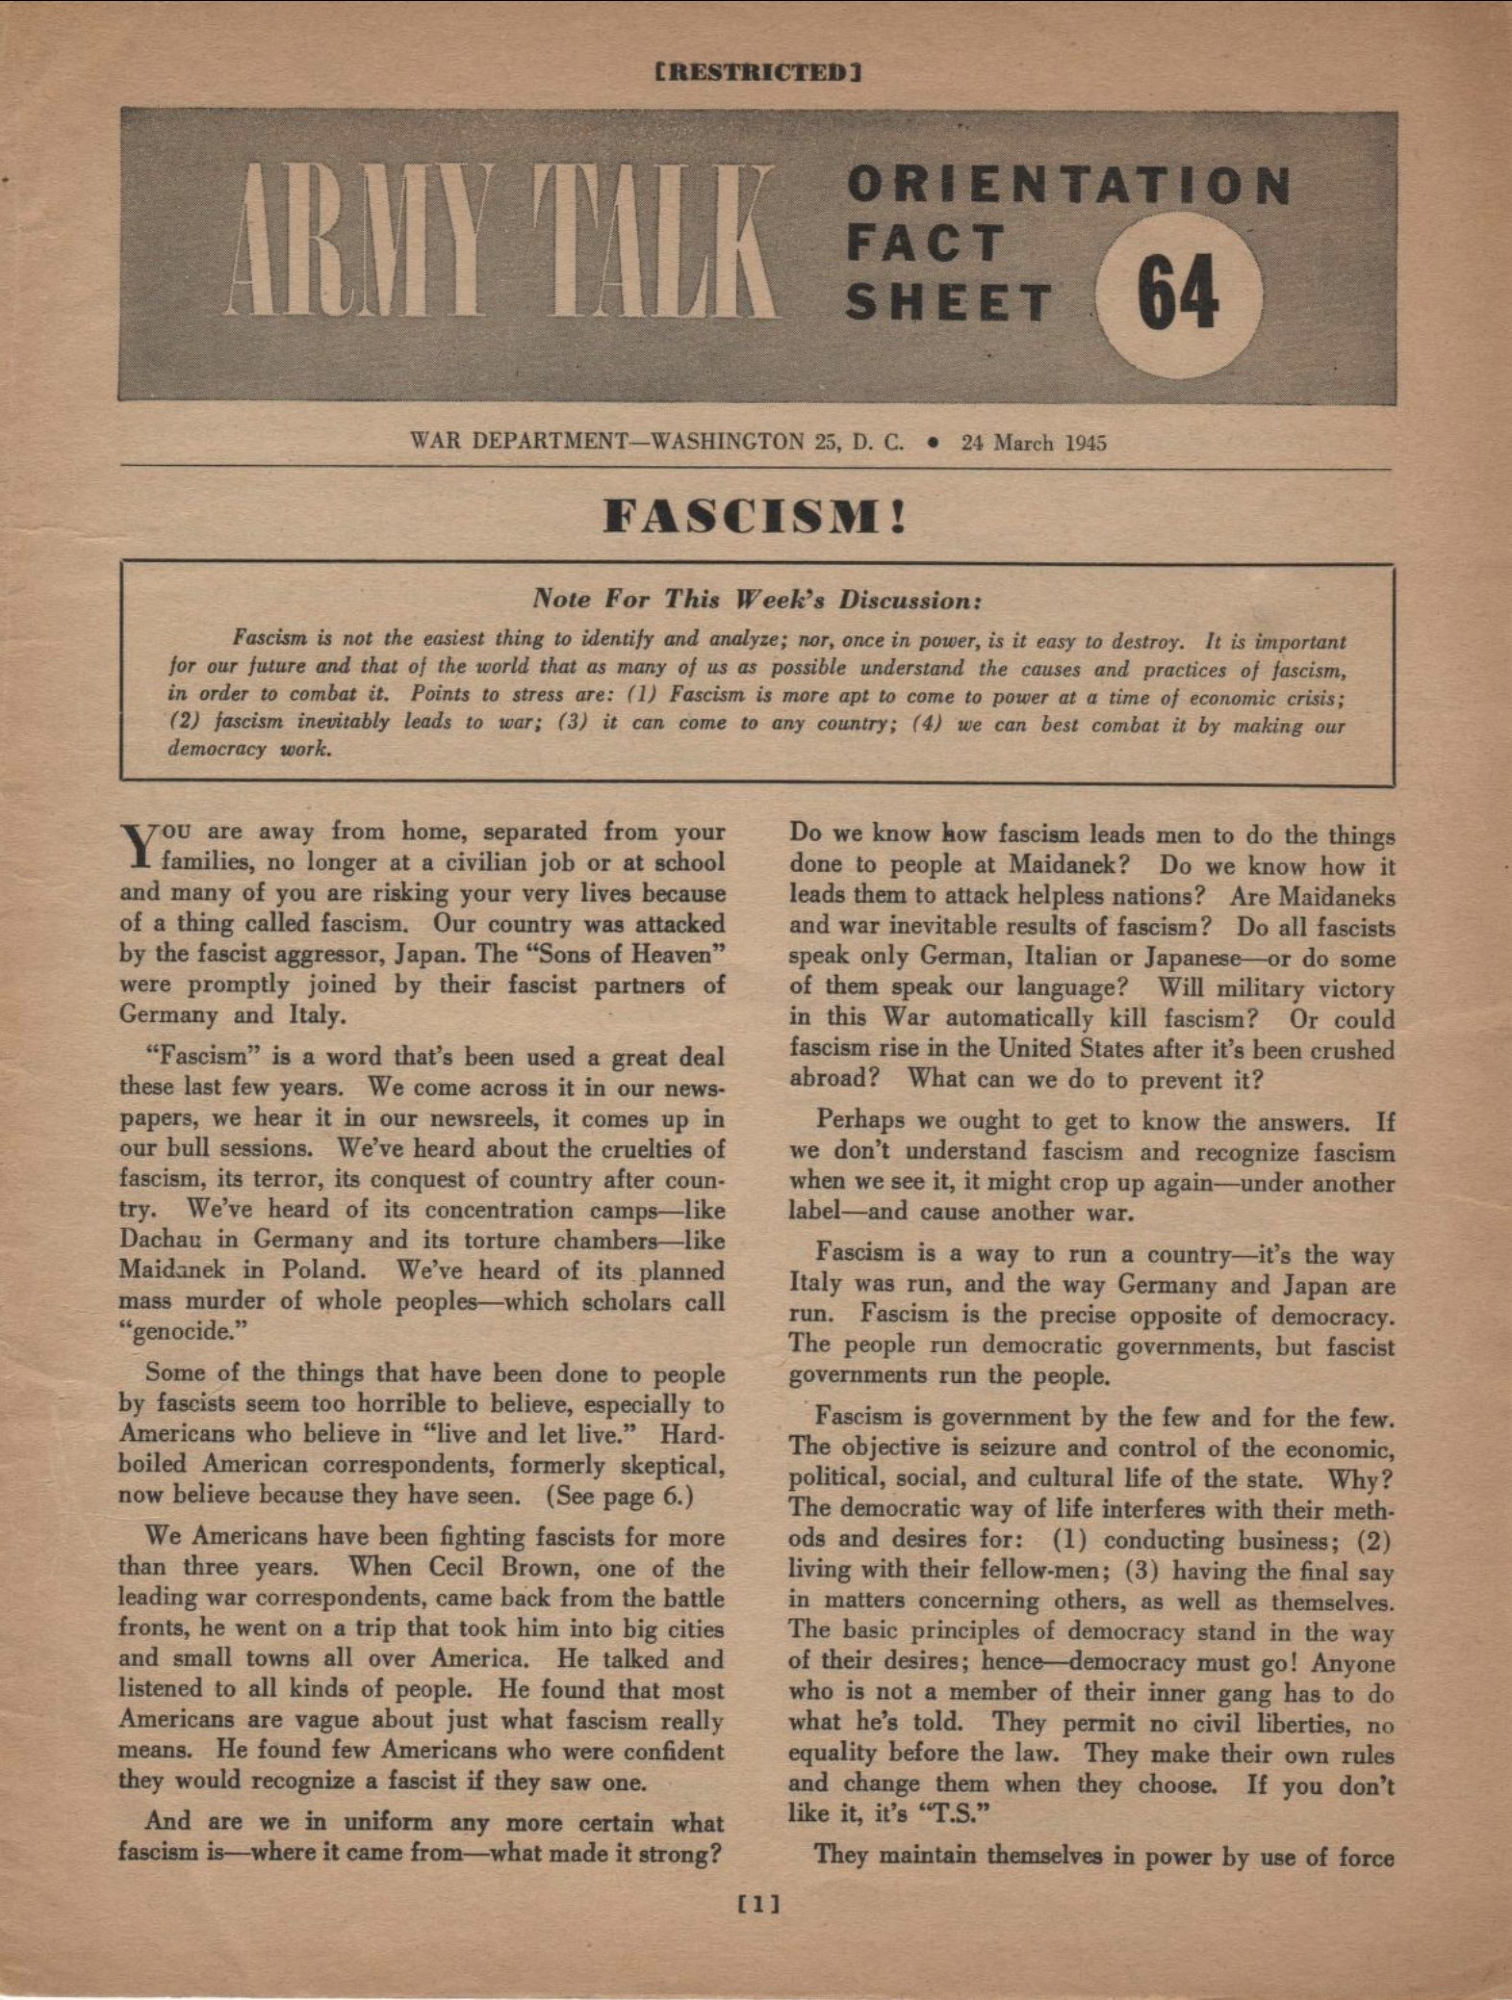 [RESTRICTED]
ARMY TALK
ORIENTATION
FACT
SHEET
64
WAR DEPARTMENT—WASHINGTON 25, D. C. • 24 March 1945
FASCISM!
Note For This Week's Discussion:
Fascism is not the easiest thing to identify and analyze; nor, once in power, is it easy to destroy. It is important
for our future and that of the world that as many of us as possible understand the causes and practices of fascism,
in order to combat it. Points to stress are: (1) Fascism is more apt to come to power at a time of economic crisis;
(2) fascism inevitably leads to war; (3) it can come to any country; (4) we can best combat it by making our
democracy work.
YOU are away from home, separated from your
families, no longer at a civilian job or at school
and many of you are risking your very lives because
of a thing called fascism. Our country was attacked
by the fascist aggressor, Japan. The “Sons of Heaven”
were promptly joined by their fascist partners of
Germany and Italy.
“Fascism” is a word that's been used a great deal
these last few years. We come across it in our news-
papers, we hear it in our newsreels, it comes up in
our bull sessions. We've heard about the cruelties of
fascism, its terror, its conquest of country after coun-
try. We've heard of its concentration camps—like
Dachau in Germany and its torture chambers—like
Maidanek in Poland. We've heard of its planned
mass murder of whole peoples—which scholars call
“genocide.”
Some of the things that have been done to people
by fascists seem too horrible to believe, especially to
Americans who believe in “live and let live.” Hard-
boiled American correspondents, formerly skeptical,
now believe because they have seen. (See page 6.)
We Americans have been fighting fascists for more
than three years. When Cecil Brown, one of the
leading war correspondents, came back from the battle
fronts, he went on a trip that took him into big cities
and small towns all over America. He talked and
listened to all kinds of people. He found that most
Americans are vague about just what fascism really
means. He found few Americans who were confident
they would recognize a fascist if they saw one.
And are we in uniform any more certain what
fascism is—where it came from—what made it strong?
Do we know how fascism leads men to do the things
done to people at Maidanek? Do we know how it
leads them to attack helpless nations? Are Maidaneks
and war inevitable results of fascism? Do all fascists
speak only German, Italian or Japanese—or do some
of them speak our language? Will military victory
in this War automatically kill fascism? Or could
fascism rise in the United States after it's been crushed
abroad? What can we do to prevent it?
Perhaps we ought to get to know the answers. If
we don't understand fascism and recognize fascism
when we see it, it might crop up again—under another
label—and cause another war.
Fascism is a way to run a country—it's the way
Italy was run, and the way Germany and Japan are
run. Fascism is the precise opposite of democracy.
The people run democratic governments, but fascist
governments run the people.
Fascism is government by the few and for the few.
The objective is seizure and control of the economic,
political, social, and cultural life of the state. Why?
The democratic way of life interferes with their meth-
ods and desires for: (1) conducting business; (2)
living with their fellow-men; (3) having the final say
in matters concerning others, as well as themselves.
The basic principles of democracy stand in the way
of their desires; hence—democracy must go! Anyone
who is not a member of their inner gang has to do
what he's told. They permit no civil liberties, no
equality before the law. They make their own rules
and change them when they choose. If you don't
like it, it's “T.S.”
They maintain themselves in power by use of force
[1]